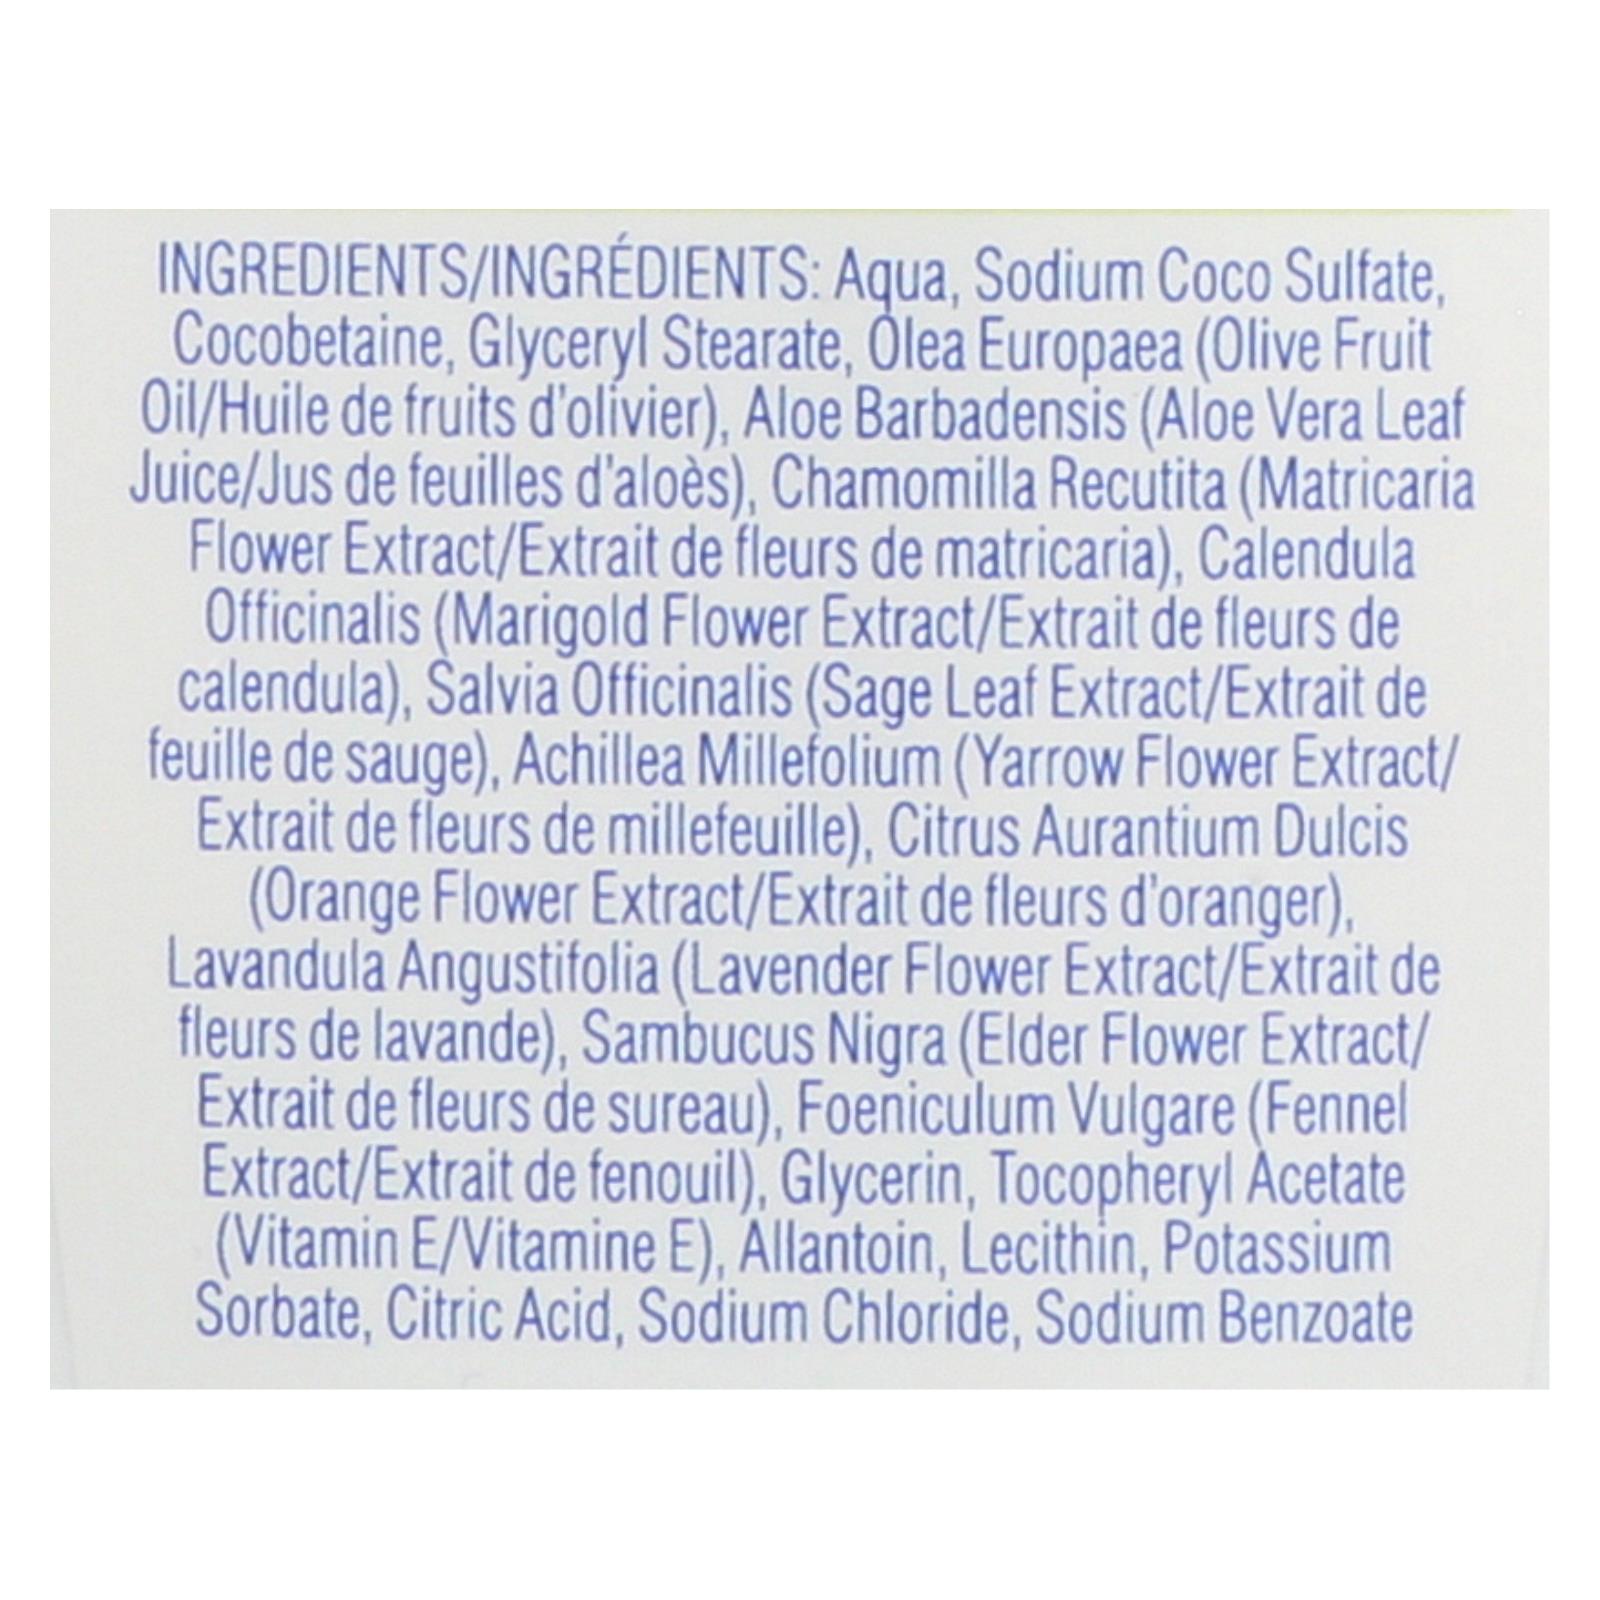 INGREDIENTS/INGRÉDIENTS: Aqua, Sodium Coco Sulfate,
Cocobetaine, Glyceryl Stearate, Olea Europaea (Olive Fruit
Oil/Huile de fruits d'olivier), Aloe Barbadensis (Aloe Vera Leaf
Juice/Jus de feuilles d'aloès), Chamomilla Recutita (Matricaria
Flower Extract/Extrait de fleurs de matricaria), Calendula
Officinalis (Marigold Flower Extract/Extrait de fleurs de
calendula), Salvia Officinalis (Sage Leaf Extract/Extrait de
feuille de sauge), Achillea Millefolium (Yarrow Flower Extract/
Extrait de fleurs de millefeuille), Citrus Aurantium Dulcis
(Orange Flower Extract/Extrait de fleurs d'oranger),
Lavandula Angustifolia (Lavender Flower Extract/Extrait de
fleurs de lavande), Sambucus Nigra (Elder Flower Extract/
Extrait de fleurs de sureau), Foeniculum Vulgare (Fennel
Extract/Extrait de fenouil), Glycerin, Tocopheryl Acetate
(Vitamin E/Vitamine E), Allantoin, Lecithin, Potassium
Sorbate, Citric Acid, Sodium Chloride, Sodium Benzoate